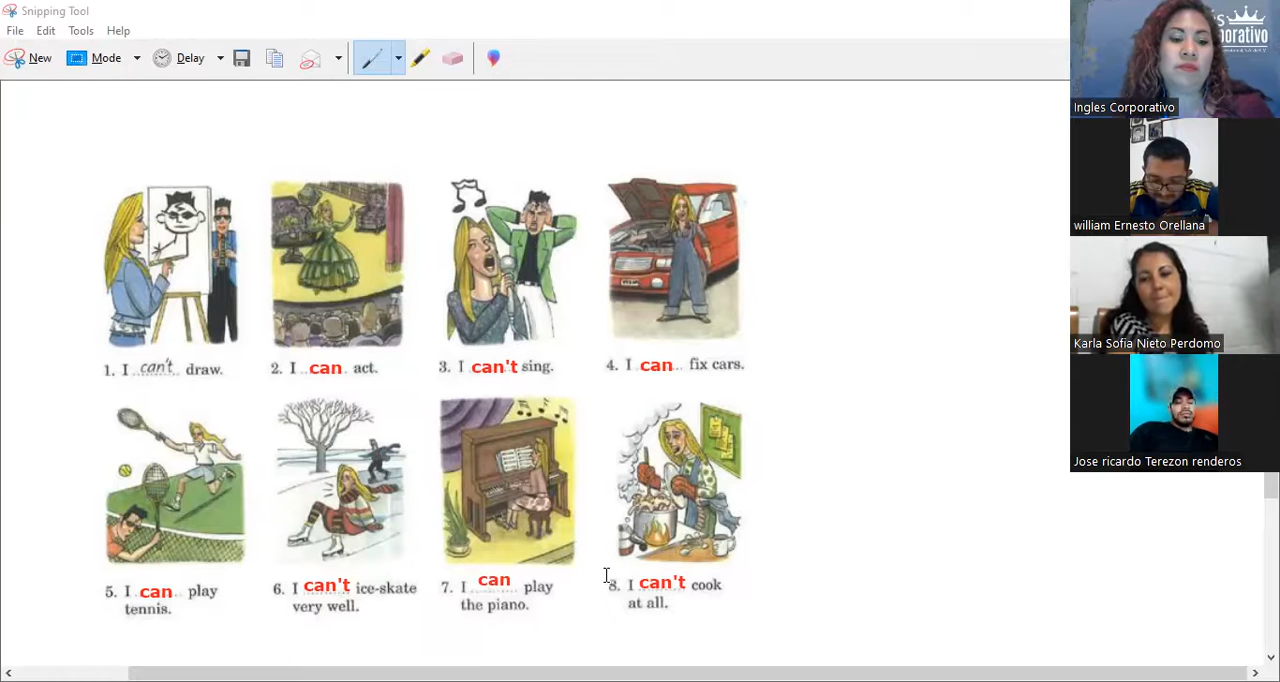 Snipping Tool
File Edit Tools Help
New Mode Delay
1. I can't draw.
2. I can act.
3. I can't sing.
4. I can fix cars.
5. I can play
tennis.
6. I can't ice-skate
very well.
7. I can play
the piano.
8. I can't cook
at all.
Ingles Corporativo
william Ernesto Orellana
Karla Sofia Nieto Perdomo
Jose ricardo Terezon renderos